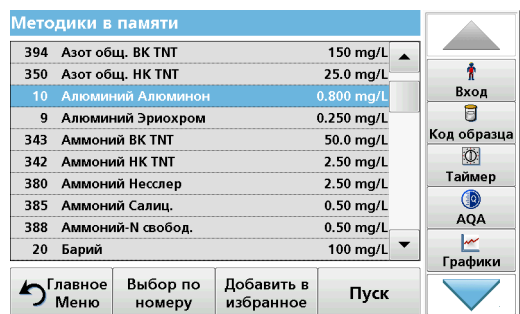 Методики в памяти
394 Азот общ. ВК TNT 150 mg/L
350 Азот общ. НК TNT 25.0 mg/L
10 Алюминий Алюминон 0.800 mg/L
9 Алюминий Эриохром 0.250 mg/L
343 Аммоний ВК TNT 50.0 mg/L
342 Аммоний НК TNT 2.50 mg/L
380 Аммоний Несслер 2.50 mg/L
385 Аммоний Салиц. 0.50 mg/L
388 Аммоний-N свобод. 0.50 mg/L
20 Барий 100 mg/L
Главное Меню
Выбор по номеру
Добавить в избранное
Пуск
Вход
Код образца
Таймер
AQA
Графики